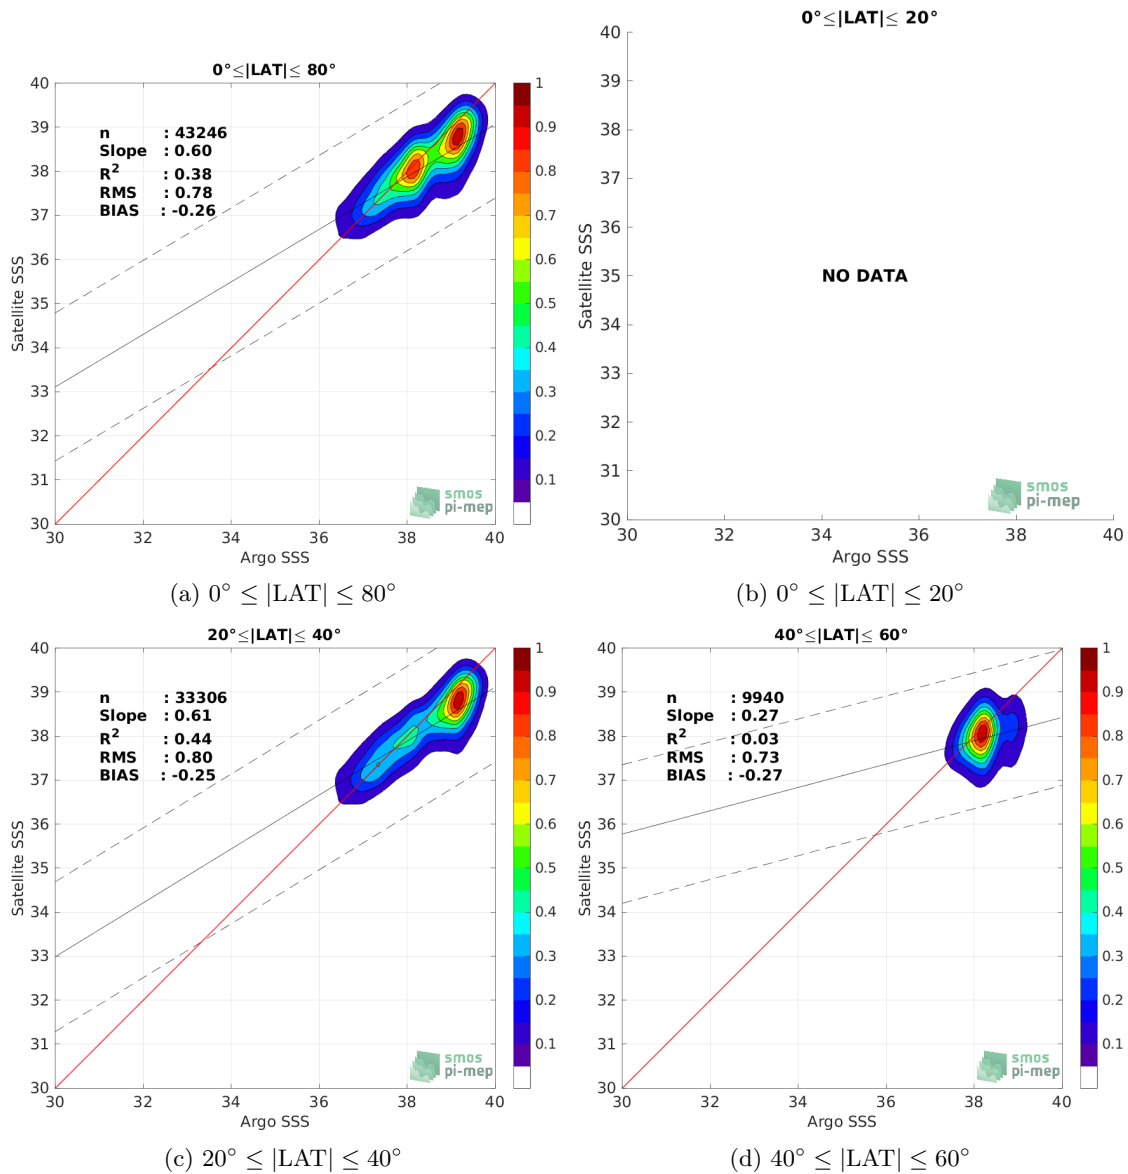 0°≤|LAT|≤ 80°
40
39
38
37
36
35
34
33
32
31
30
Satellite SSS
n : 43246
Slope : 0.60
R² : 0.38
RMS : 0.78
BIAS : -0.26
1
0.9
0.8
0.7
0.6
0.5
0.4
0.3
0.2
0.1
smos
pi-mep
30 32 34 36 38 40
Argo SSS
(a) 0° ≤ |LAT| ≤ 80°
0°≤|LAT|≤ 20°
40
39
38
37
36
35
34
33
32
31
30
Satellite SSS
NO DATA
smos
pi-mep
30 32 34 36 38 40
Argo SSS
(b) 0° ≤ |LAT| ≤ 20°
20°≤|LAT|≤ 40°
40
39
38
37
36
35
34
33
32
31
30
Satellite SSS
n : 33306
Slope : 0.61
R² : 0.44
RMS : 0.80
BIAS : -0.25
1
0.9
0.8
0.7
0.6
0.5
0.4
0.3
0.2
0.1
smos
pi-mep
30 32 34 36 38 40
Argo SSS
(c) 20° ≤ |LAT| ≤ 40°
40°≤|LAT|≤ 60°
40
39
38
37
36
35
34
33
32
31
30
Satellite SSS
n : 9940
Slope : 0.27
R² : 0.03
RMS : 0.73
BIAS : -0.27
1
0.9
0.8
0.7
0.6
0.5
0.4
0.3
0.2
0.1
smos
pi-mep
30 32 34 36 38 40
Argo SSS
(d) 40° ≤ |LAT| ≤ 60°